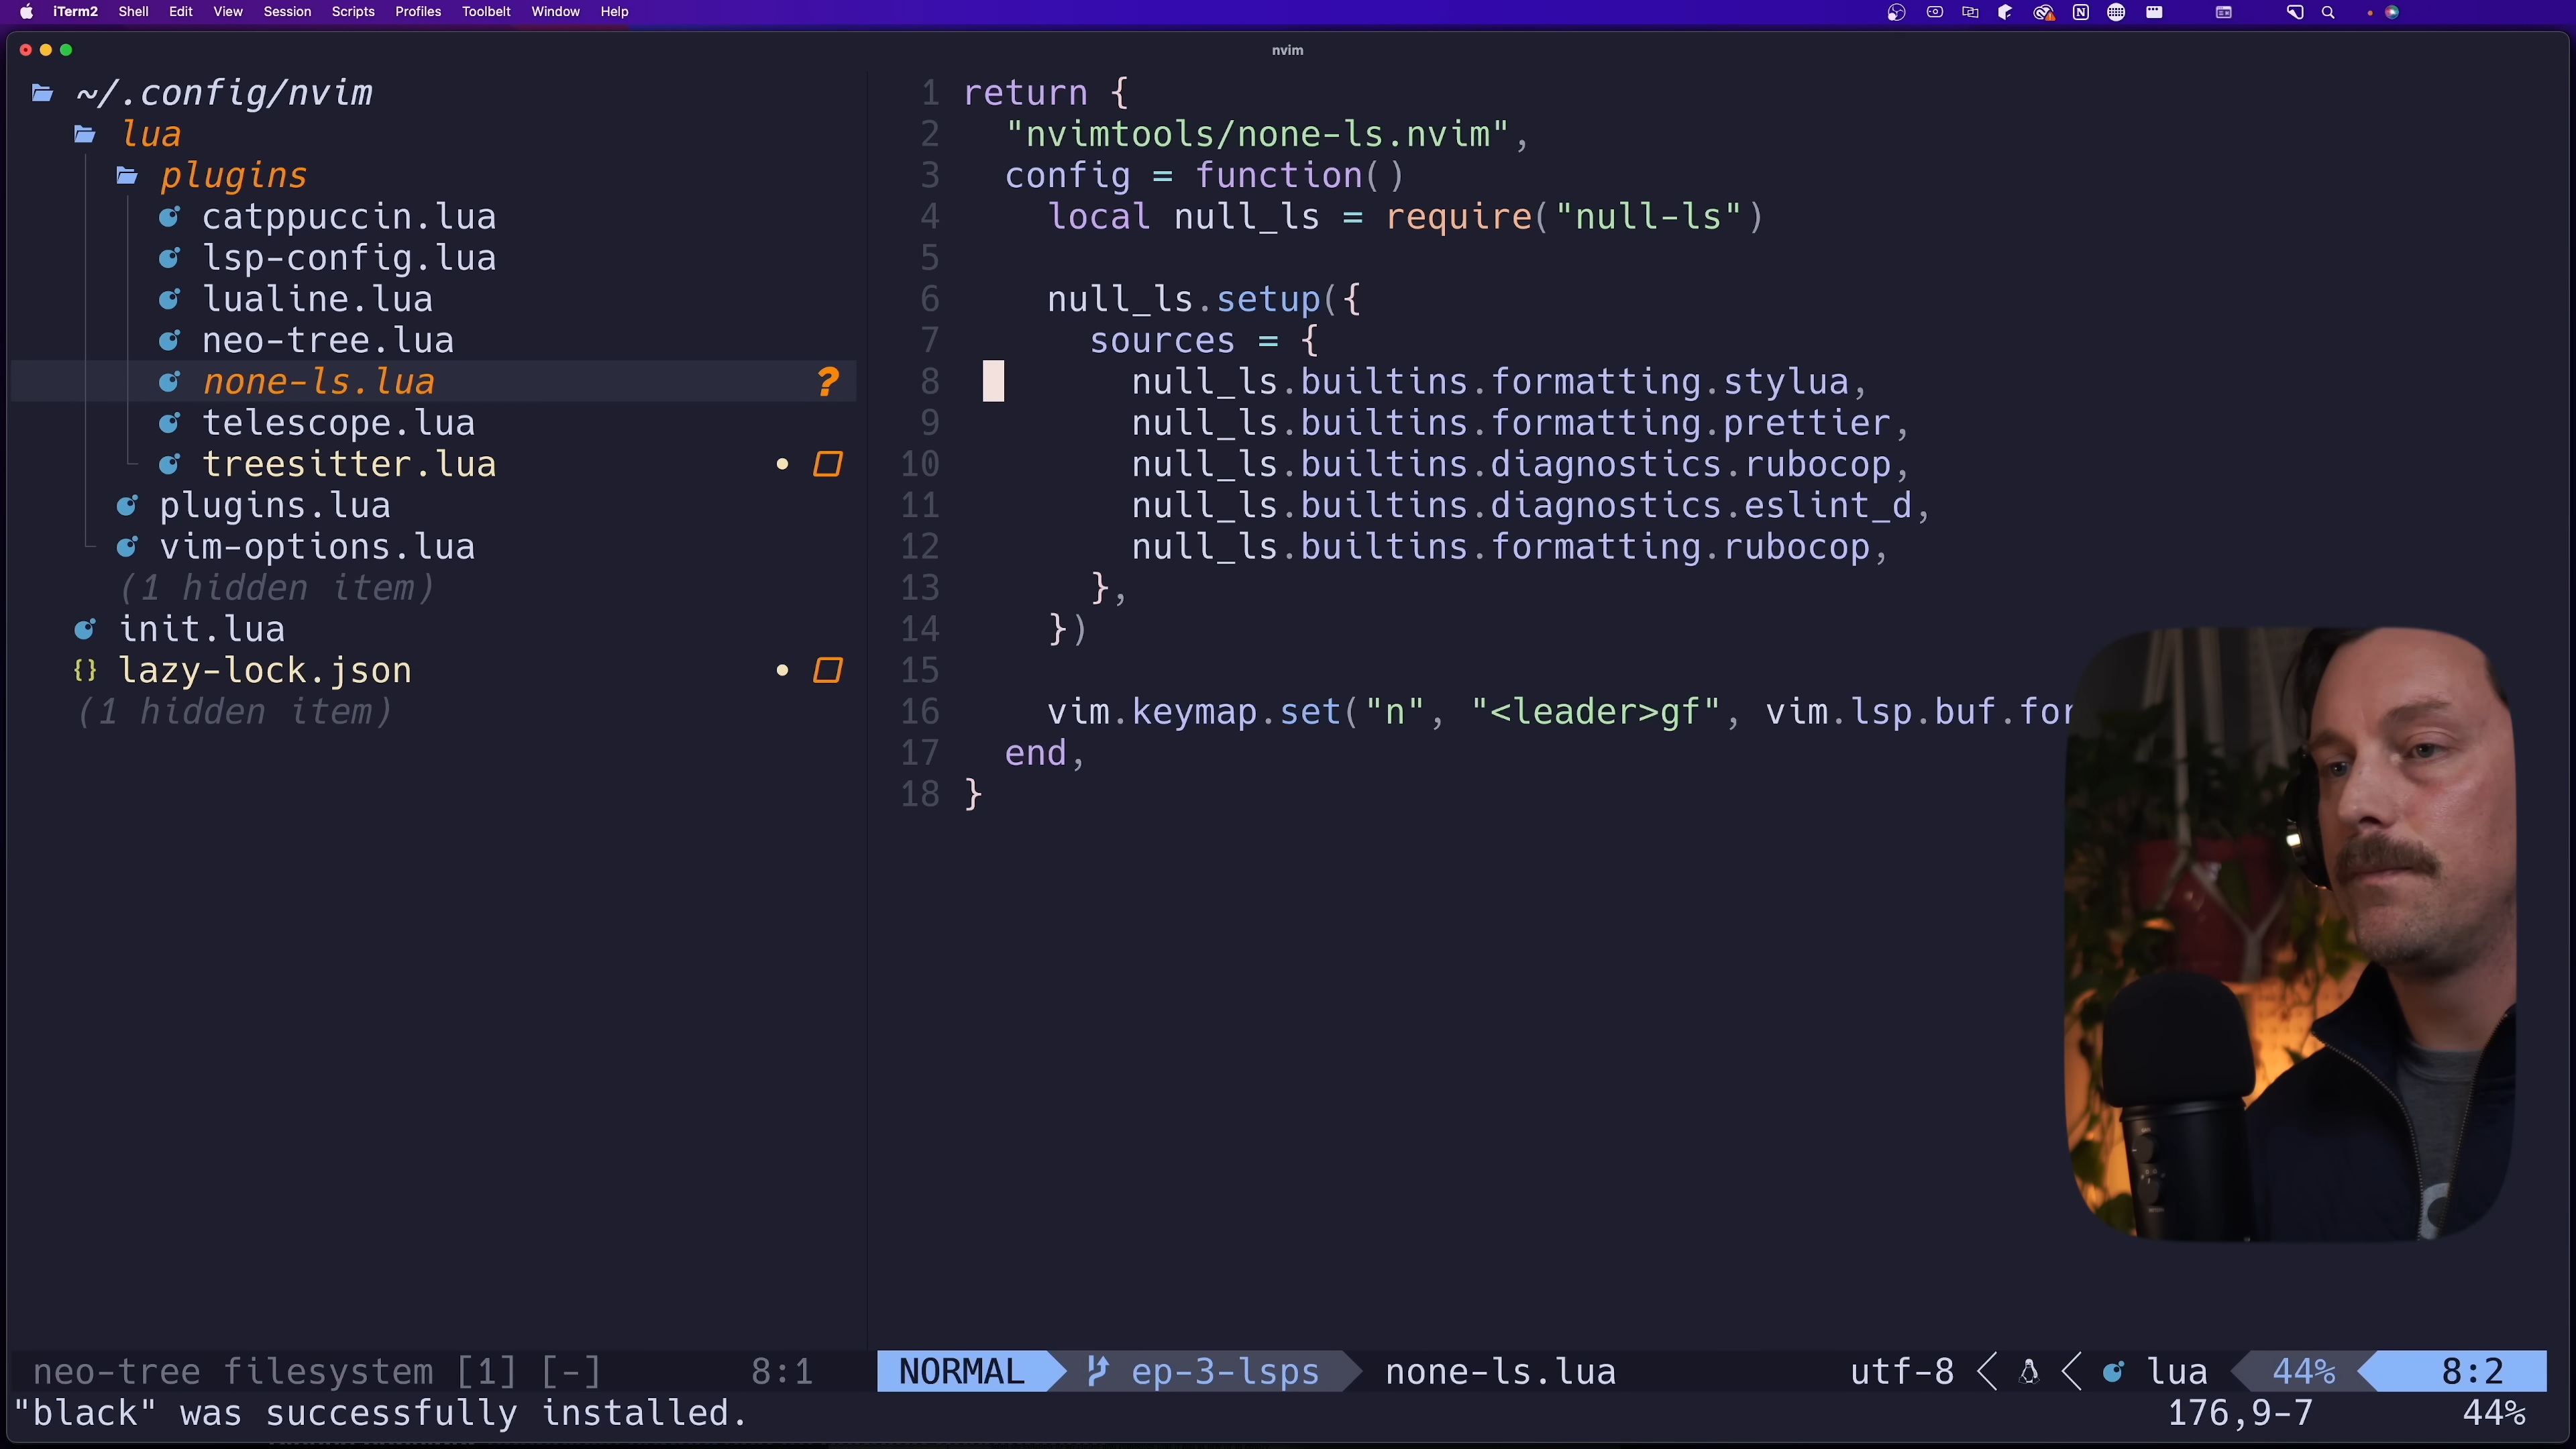 iTerm2 Shell Edit View Session Scripts Profiles Toolbelt Window Help
nvim
~/.config/nvim
lua
plugins
catppuccin.lua
lsp-config.lua
lualine.lua
neo-tree.lua
none-ls.lua ?
telescope.lua
treesitter.lua
plugins.lua
vim-options.lua
(1 hidden item)
init.lua
{} lazy-lock.json
(1 hidden item)
1 return {
2 "nvimtools/none-ls.nvim",
3 config = function()
4 local null_ls = require("null-ls")
5
6 null_ls.setup({
7 sources = {
8 null_ls.builtins.formatting.stylua,
9 null_ls.builtins.formatting.prettier,
10 null_ls.builtins.diagnostics.rubocop,
11 null_ls.builtins.diagnostics.eslint_d,
12 null_ls.builtins.formatting.rubocop,
13 },
14 })
15
16 vim.keymap.set("n", "<leader>gf", vim.lsp.buf.for
17 end,
18 }
neo-tree filesystem [1] [-] 8:1
NORMAL ep-3-lsps none-ls.lua utf-8 lua 44% 8:2
"black" was successfully installed. 176,9-7 44%